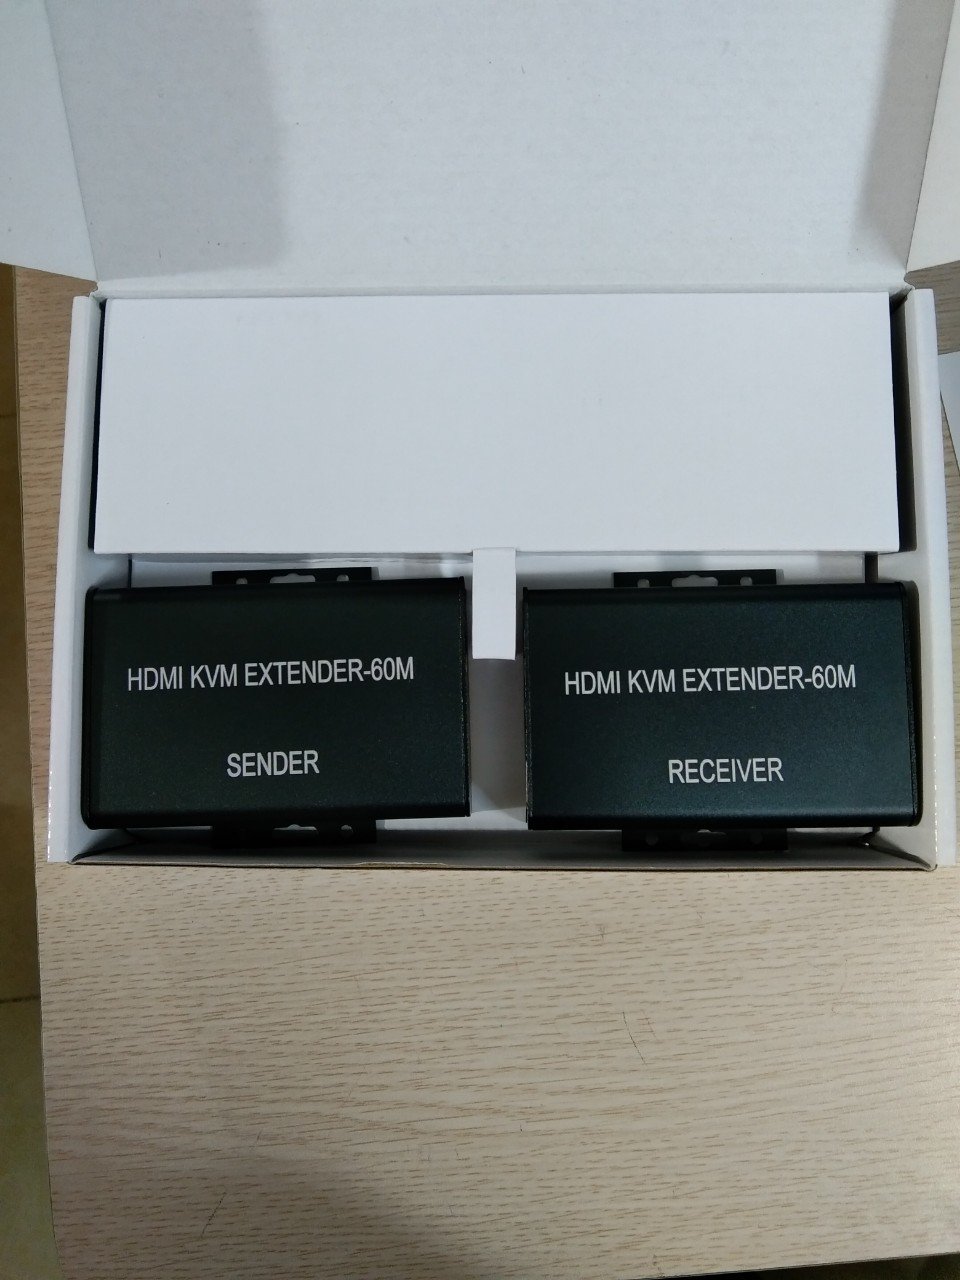 HDMI KVM EXTENDER-60M
SENDER
HDMI KVM EXTENDER-60M
RECEIVER